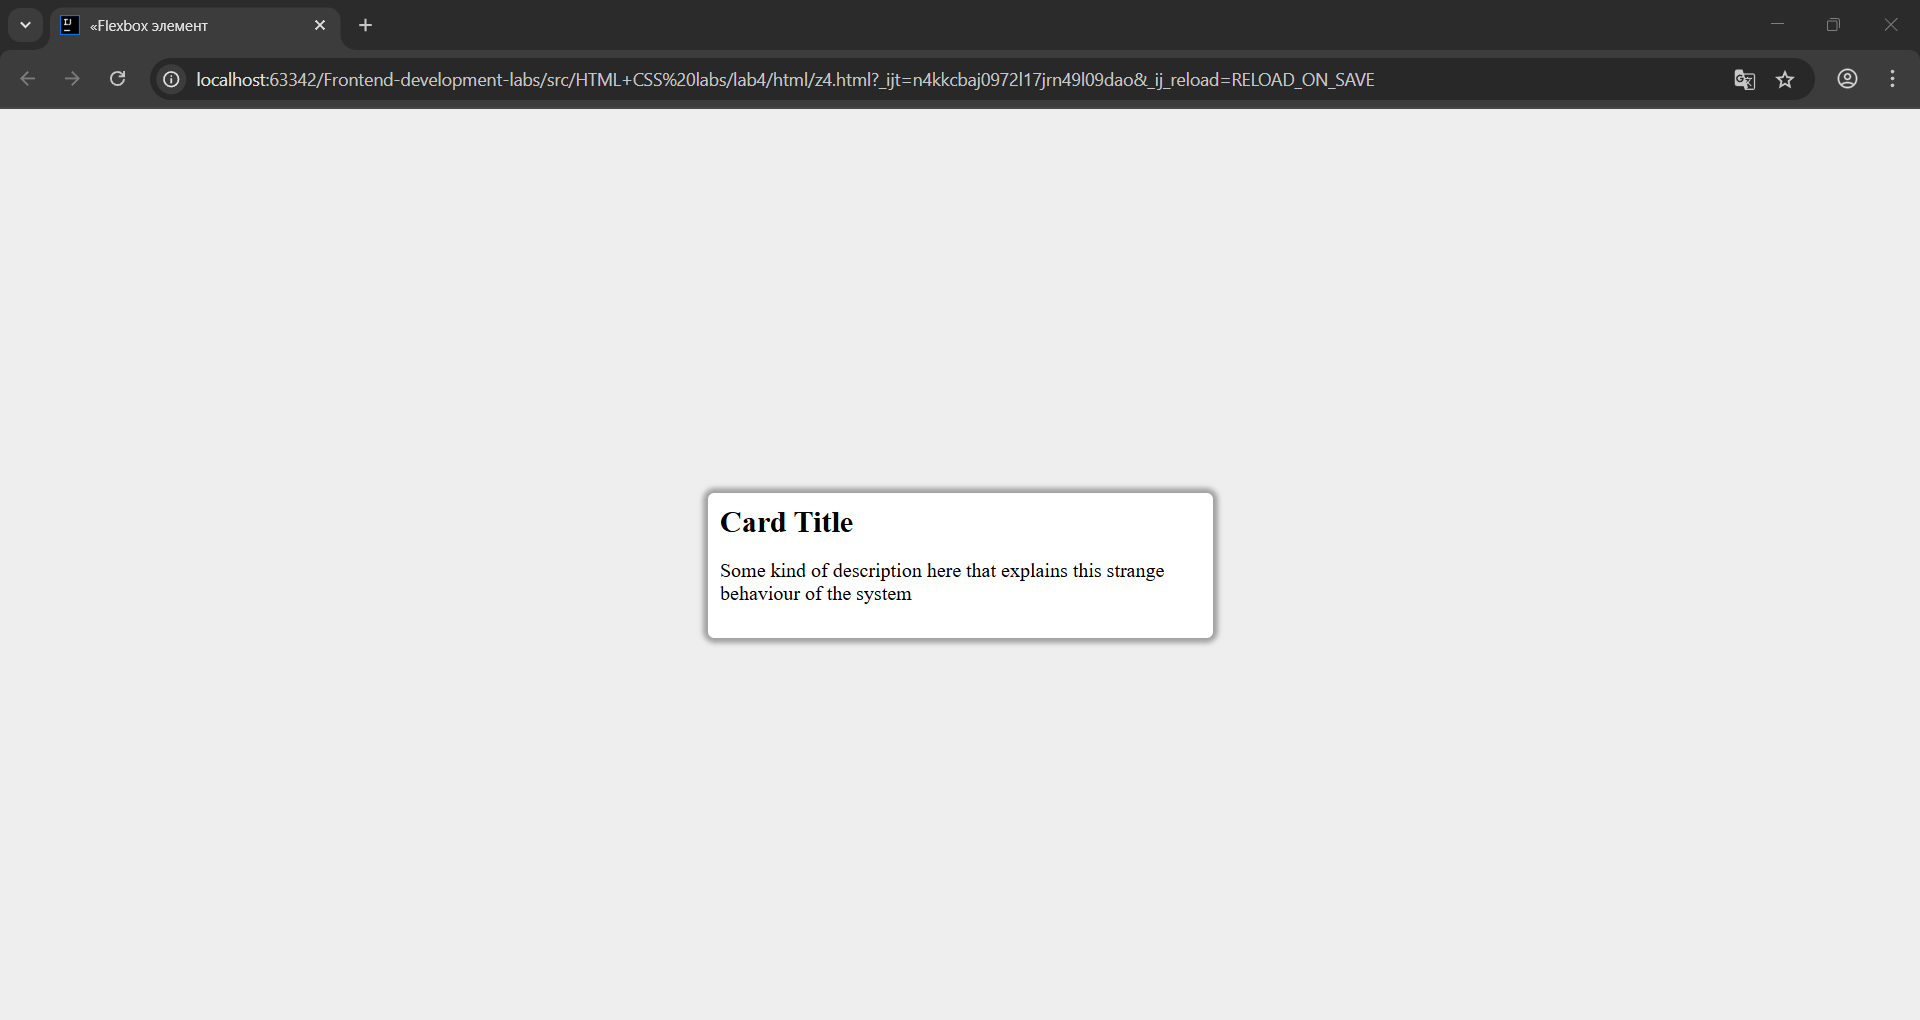 «Flexbox элемент
localhost:63342/Frontend-development-labs/src/HTML+CSS%20labs/lab4/html/z4.html?_ijt=n4kkcbaj0972l17jrn49l09dao&_ij_reload=RELOAD_ON_SAVE
Card Title
Some kind of description here that explains this strange
behaviour of the system